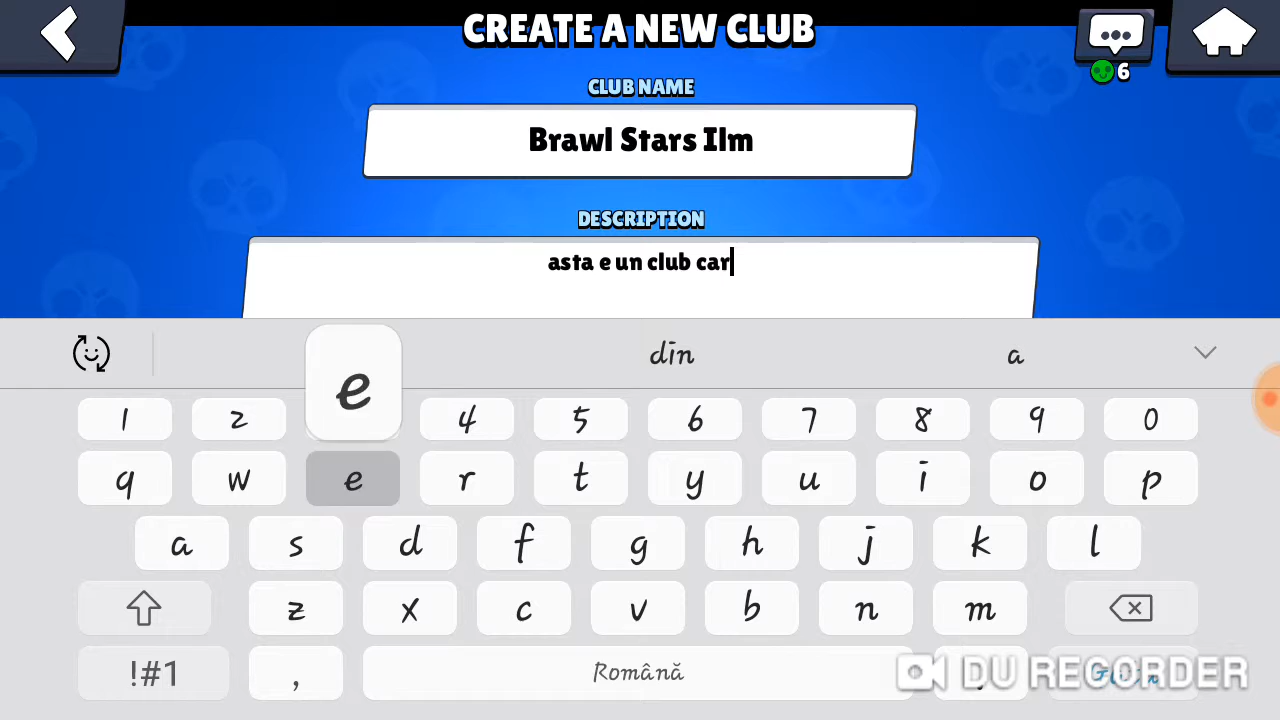 CREATE A NEW CLUB
6
CLUB NAME
Brawl Stars Ilm
DESCRIPTION
asta e un club car
e din a
1 2 4 5 6 7 8 9 0
q w e r t y u i o p
a s d f g h j k l
z x c v b n m
!#1 , Română .
DU RECORDER